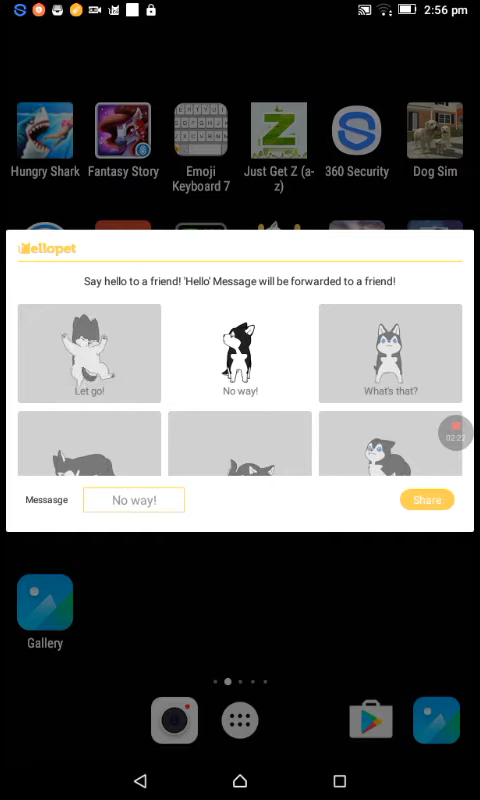 2:56 pm
Hungry Shark
Fantasy Story
Emoji
Keyboard 7
Just Get Z (a-
z)
360 Security
Dog Sim
Hellopet
Say hello to a friend! 'Hello' Message will be forwarded to a friend!
Let go!
No way!
What's that?
02:22
Messasge
No way!
Share
Gallery